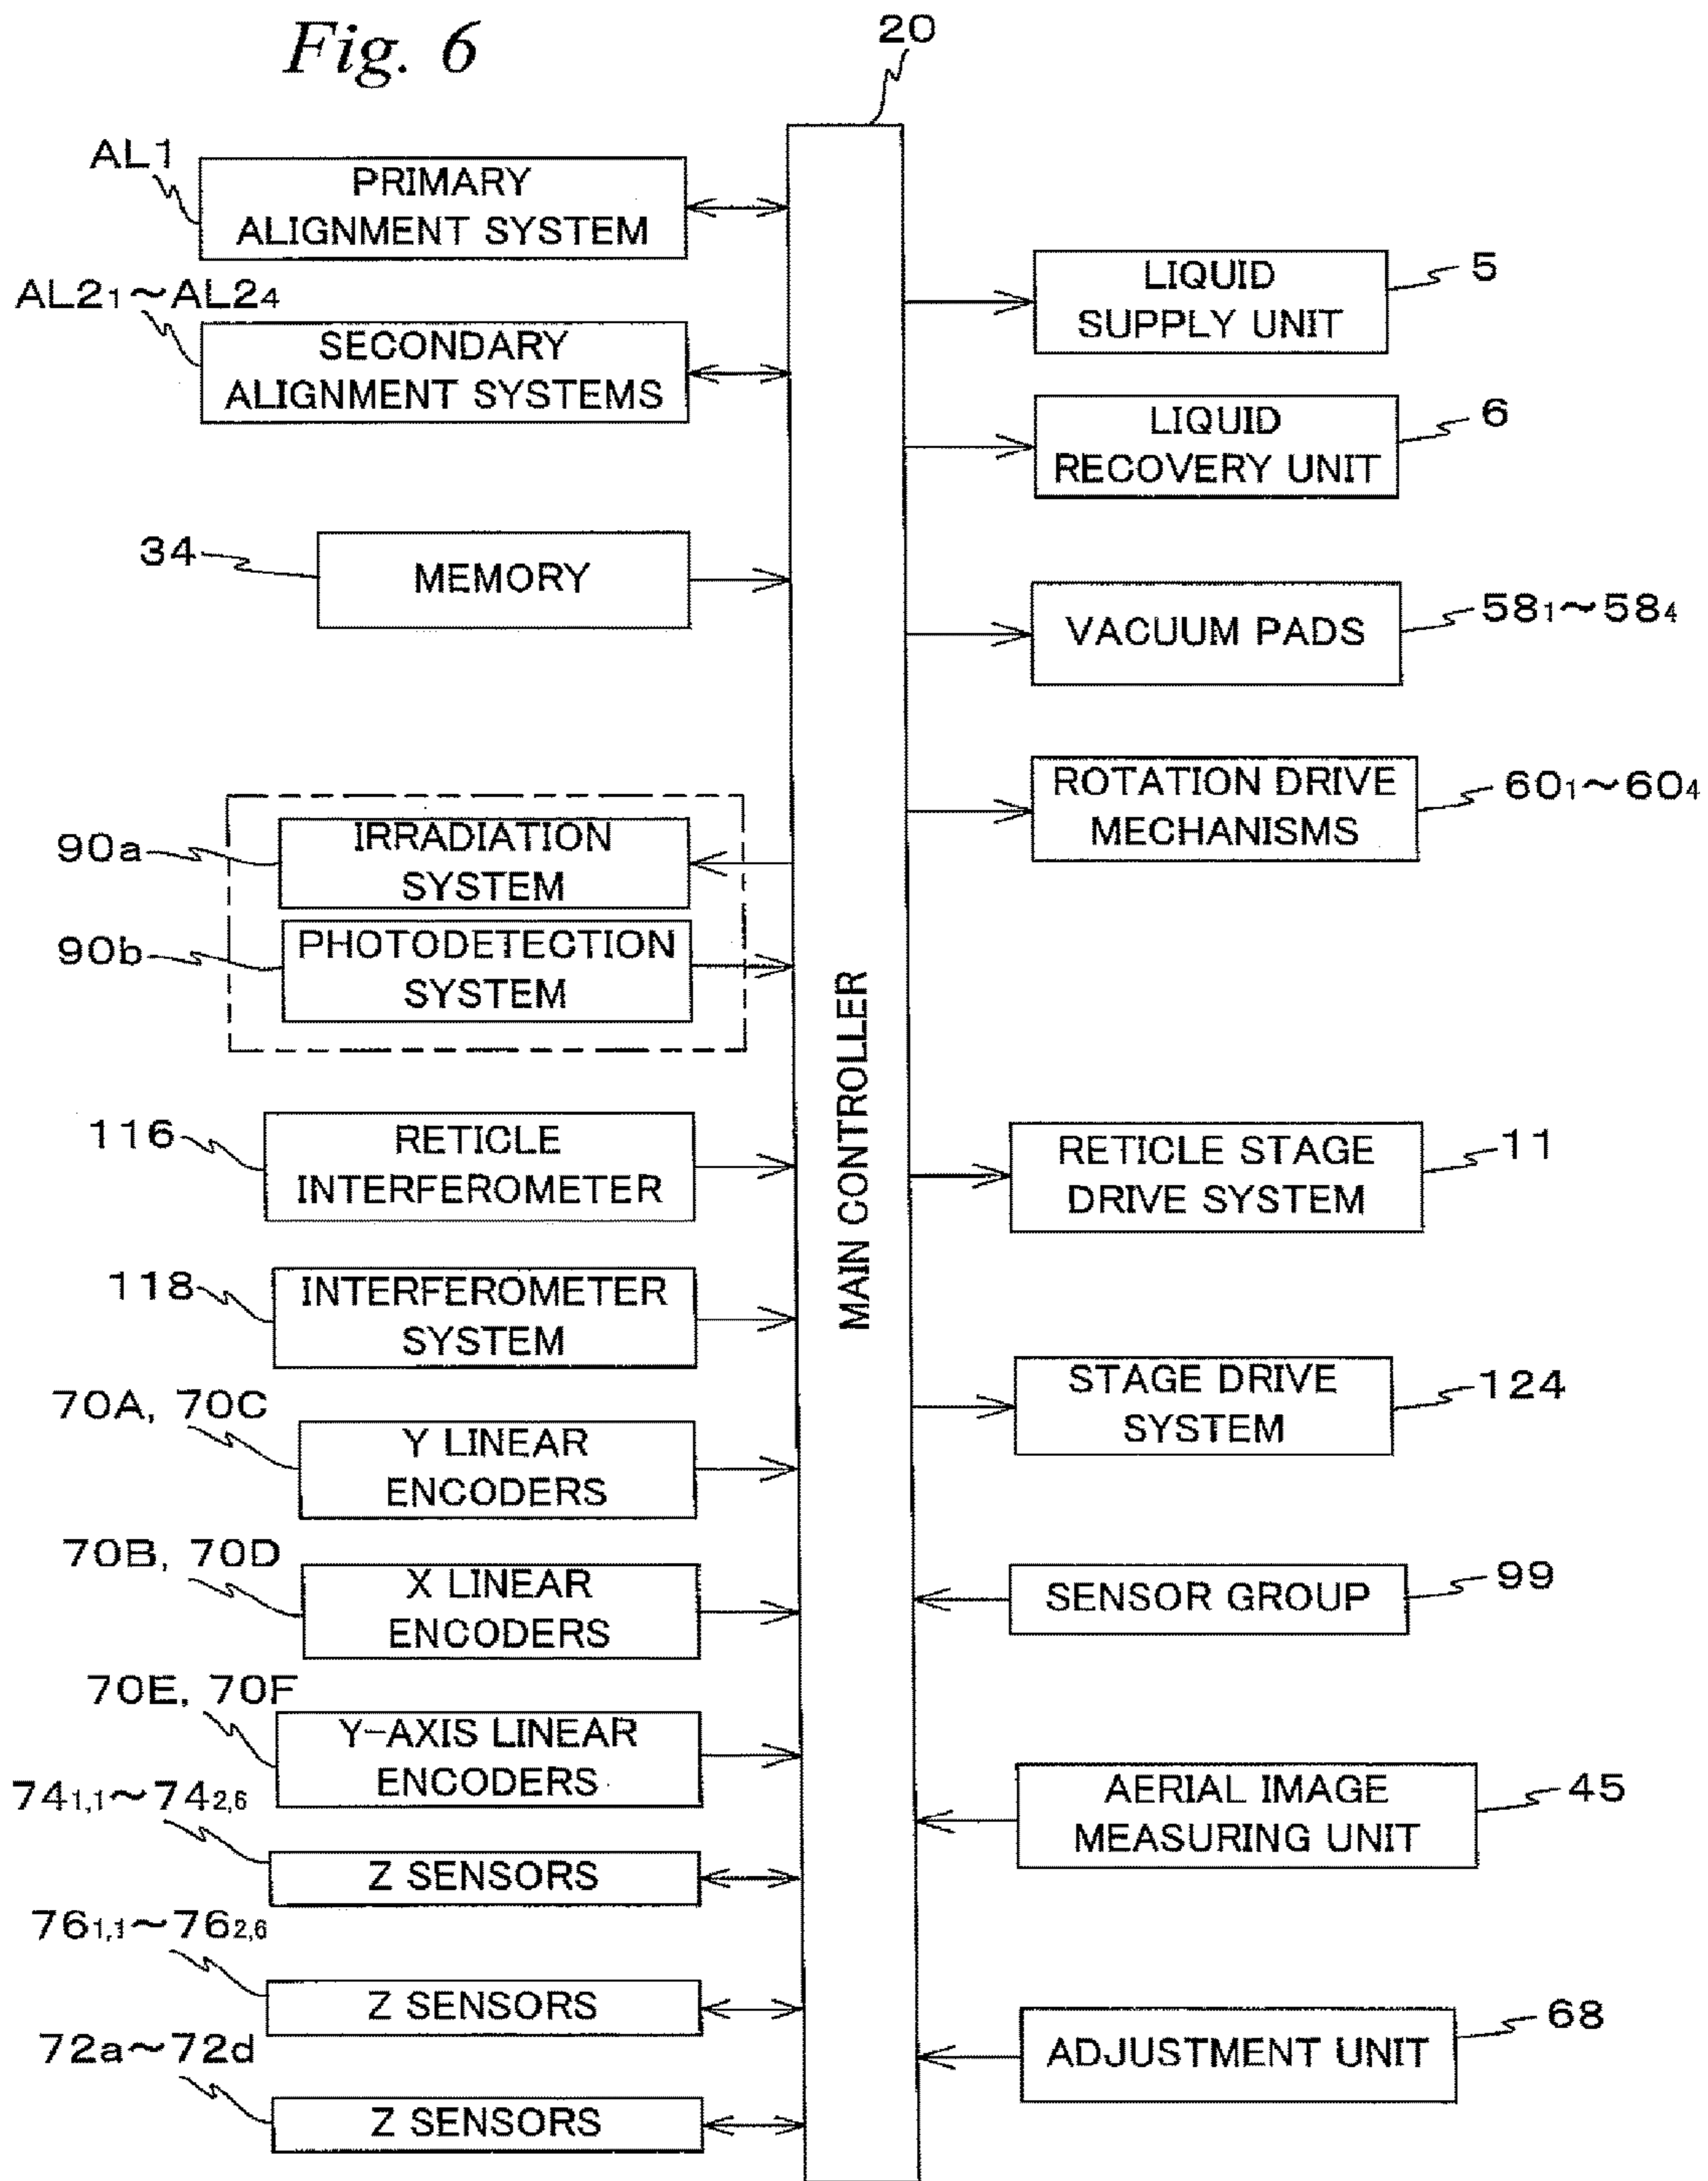 Fig. 6
20
AL1
PRIMARY
ALIGNMENT SYSTEM
AL2₁~AL2₄
SECONDARY
ALIGNMENT SYSTEMS
34
MEMORY
90a
IRRADIATION
SYSTEM
90b
PHOTODETECTION
SYSTEM
116
RETICLE
INTERFEROMETER
118
INTERFEROMETER
SYSTEM
70A, 70C
Y LINEAR
ENCODERS
70B, 70D
X LINEAR
ENCODERS
70E, 70F
Y-AXIS LINEAR
ENCODERS
74₁,₁~74₂,₆
Z SENSORS
76₁,₁~76₂,₆
Z SENSORS
72a~72d
Z SENSORS
MAIN CONTROLLER
LIQUID
SUPPLY UNIT
5
LIQUID
RECOVERY UNIT
6
VACUUM PADS
58₁~58₄
ROTATION DRIVE
MECHANISMS
60₁~60₄
RETICLE STAGE
DRIVE SYSTEM
11
STAGE DRIVE
SYSTEM
124
SENSOR GROUP
99
AERIAL IMAGE
MEASURING UNIT
45
ADJUSTMENT UNIT
68